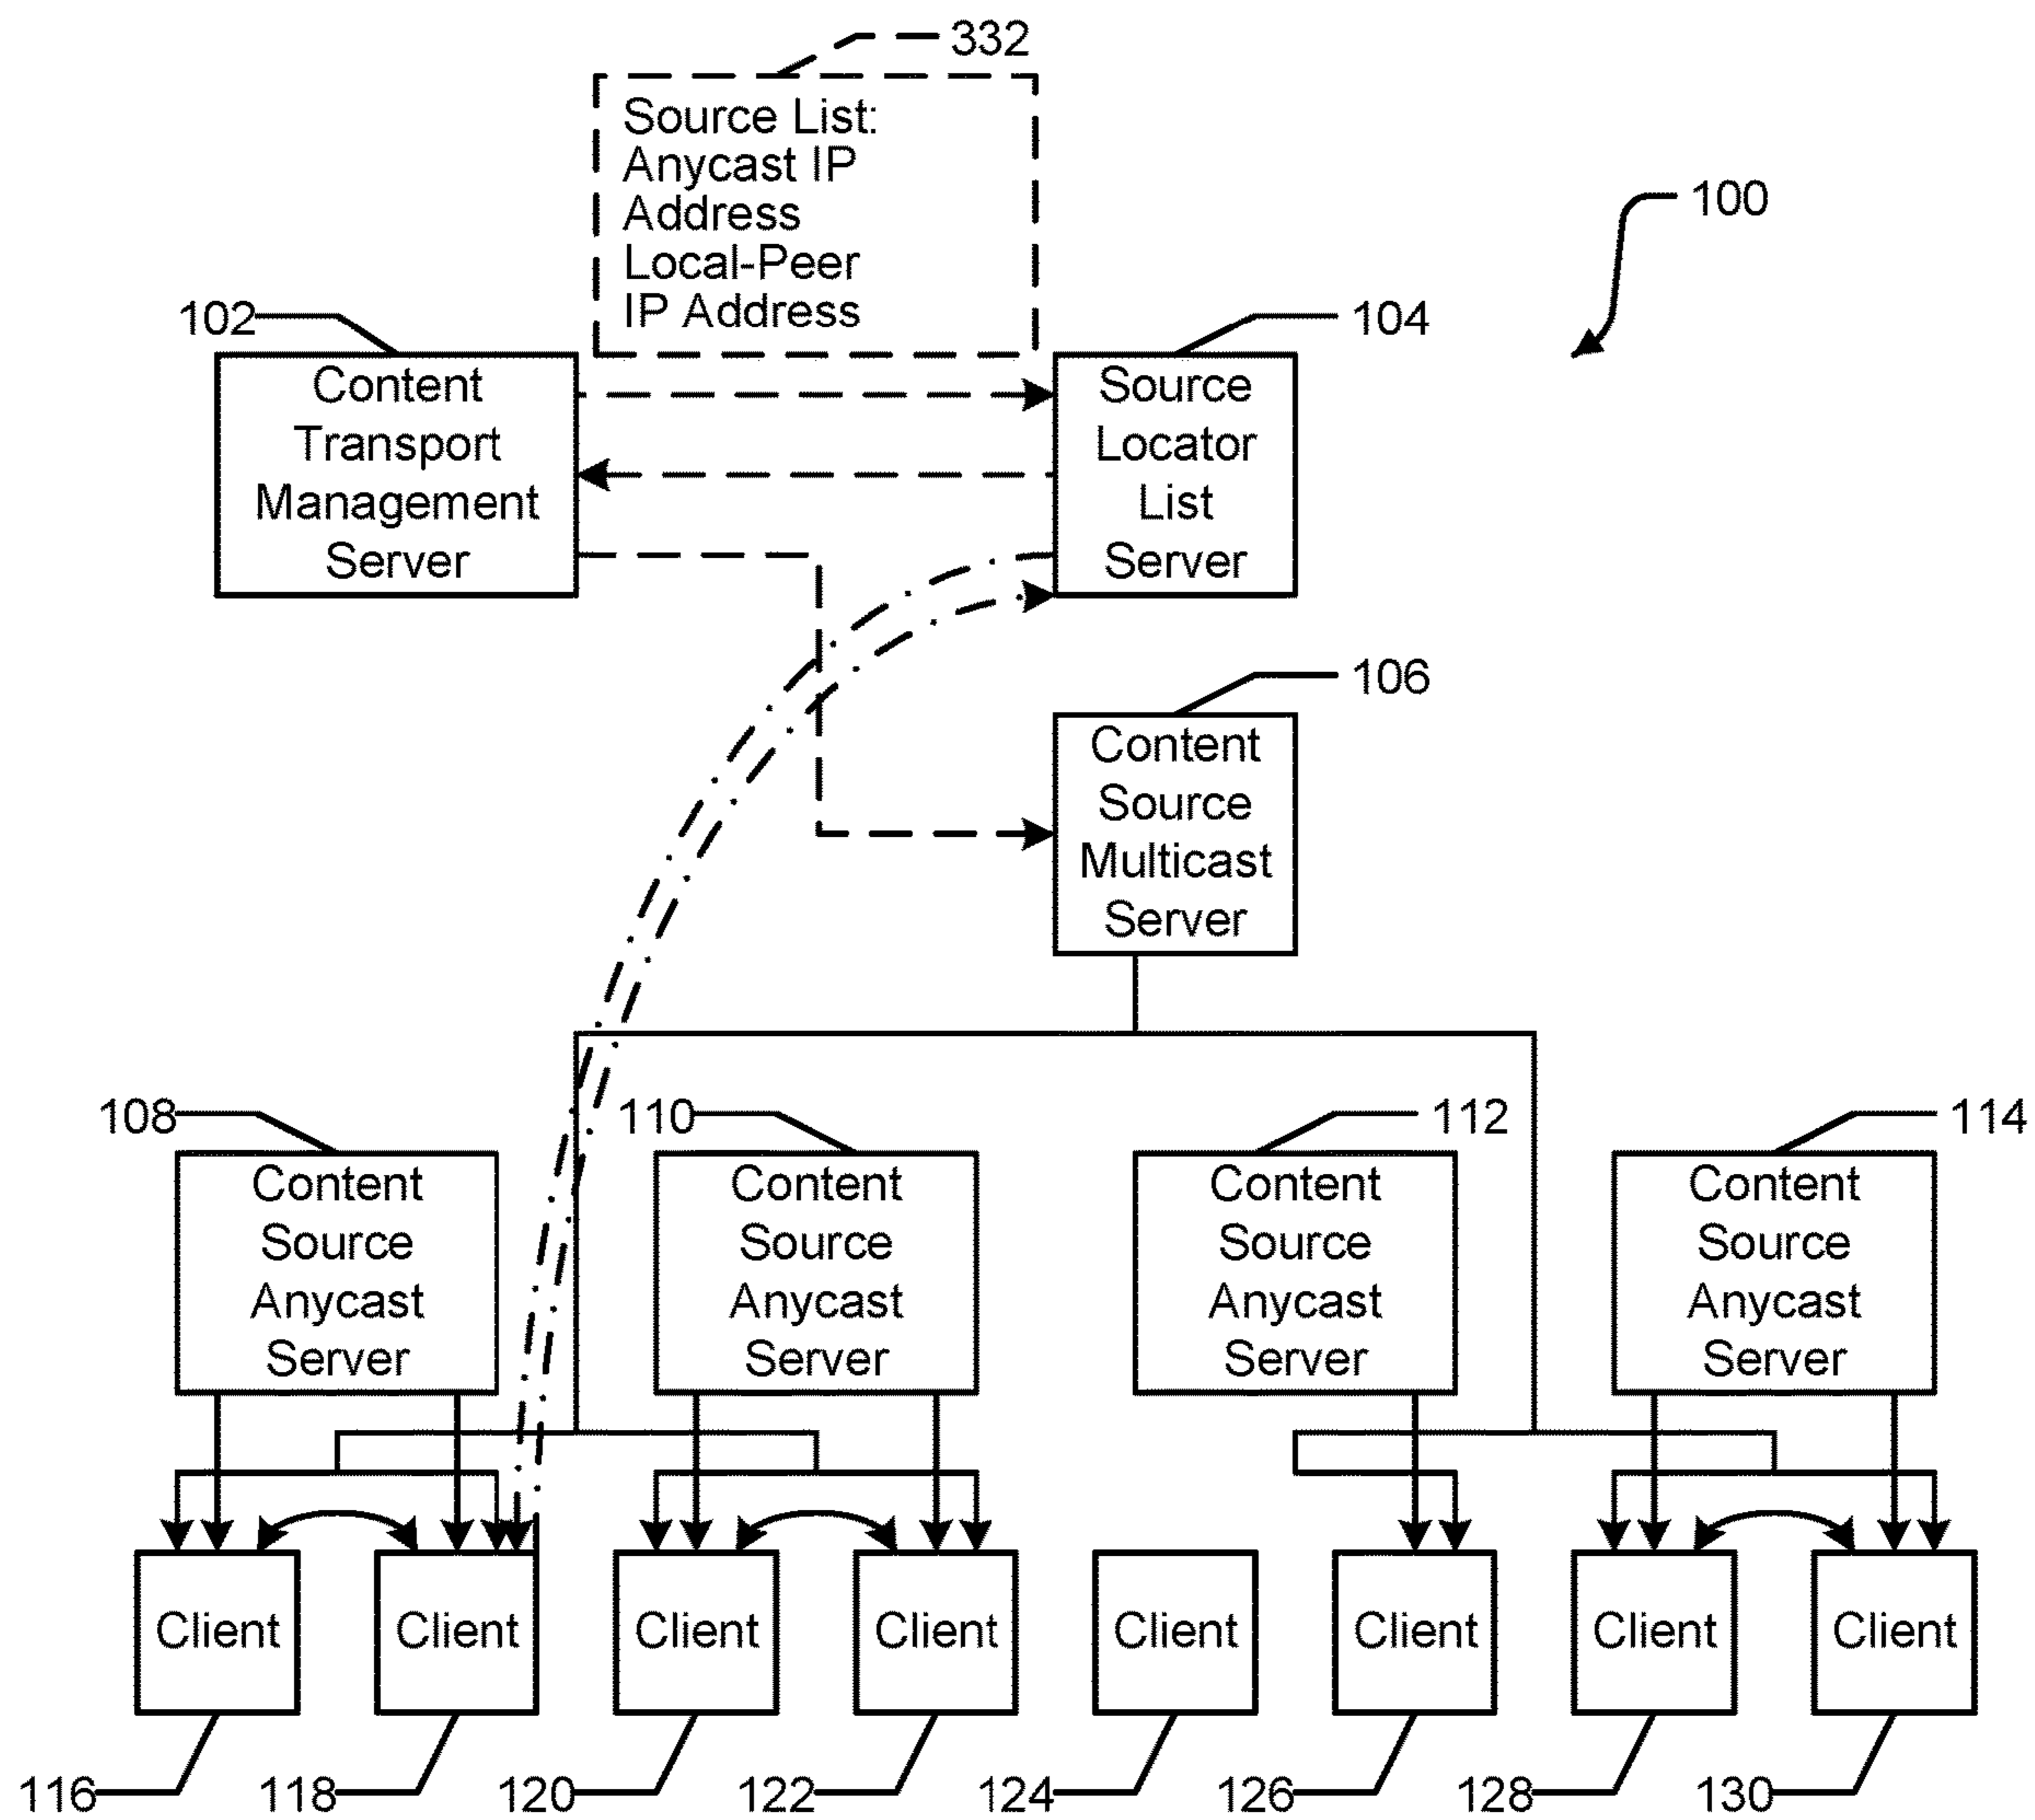 332
Source List:
Anycast IP
Address
Local-Peer
IP Address
100
102
104
Content
Transport
Management
Server
Source
Locator
List
Server
106
Content
Source
Multicast
Server
108
110
112
114
Content
Source
Anycast
Server
Content
Source
Anycast
Server
Content
Source
Anycast
Server
Content
Source
Anycast
Server
Client
Client
Client
Client
Client
Client
Client
Client
116
118
120
122
124
126
128
130